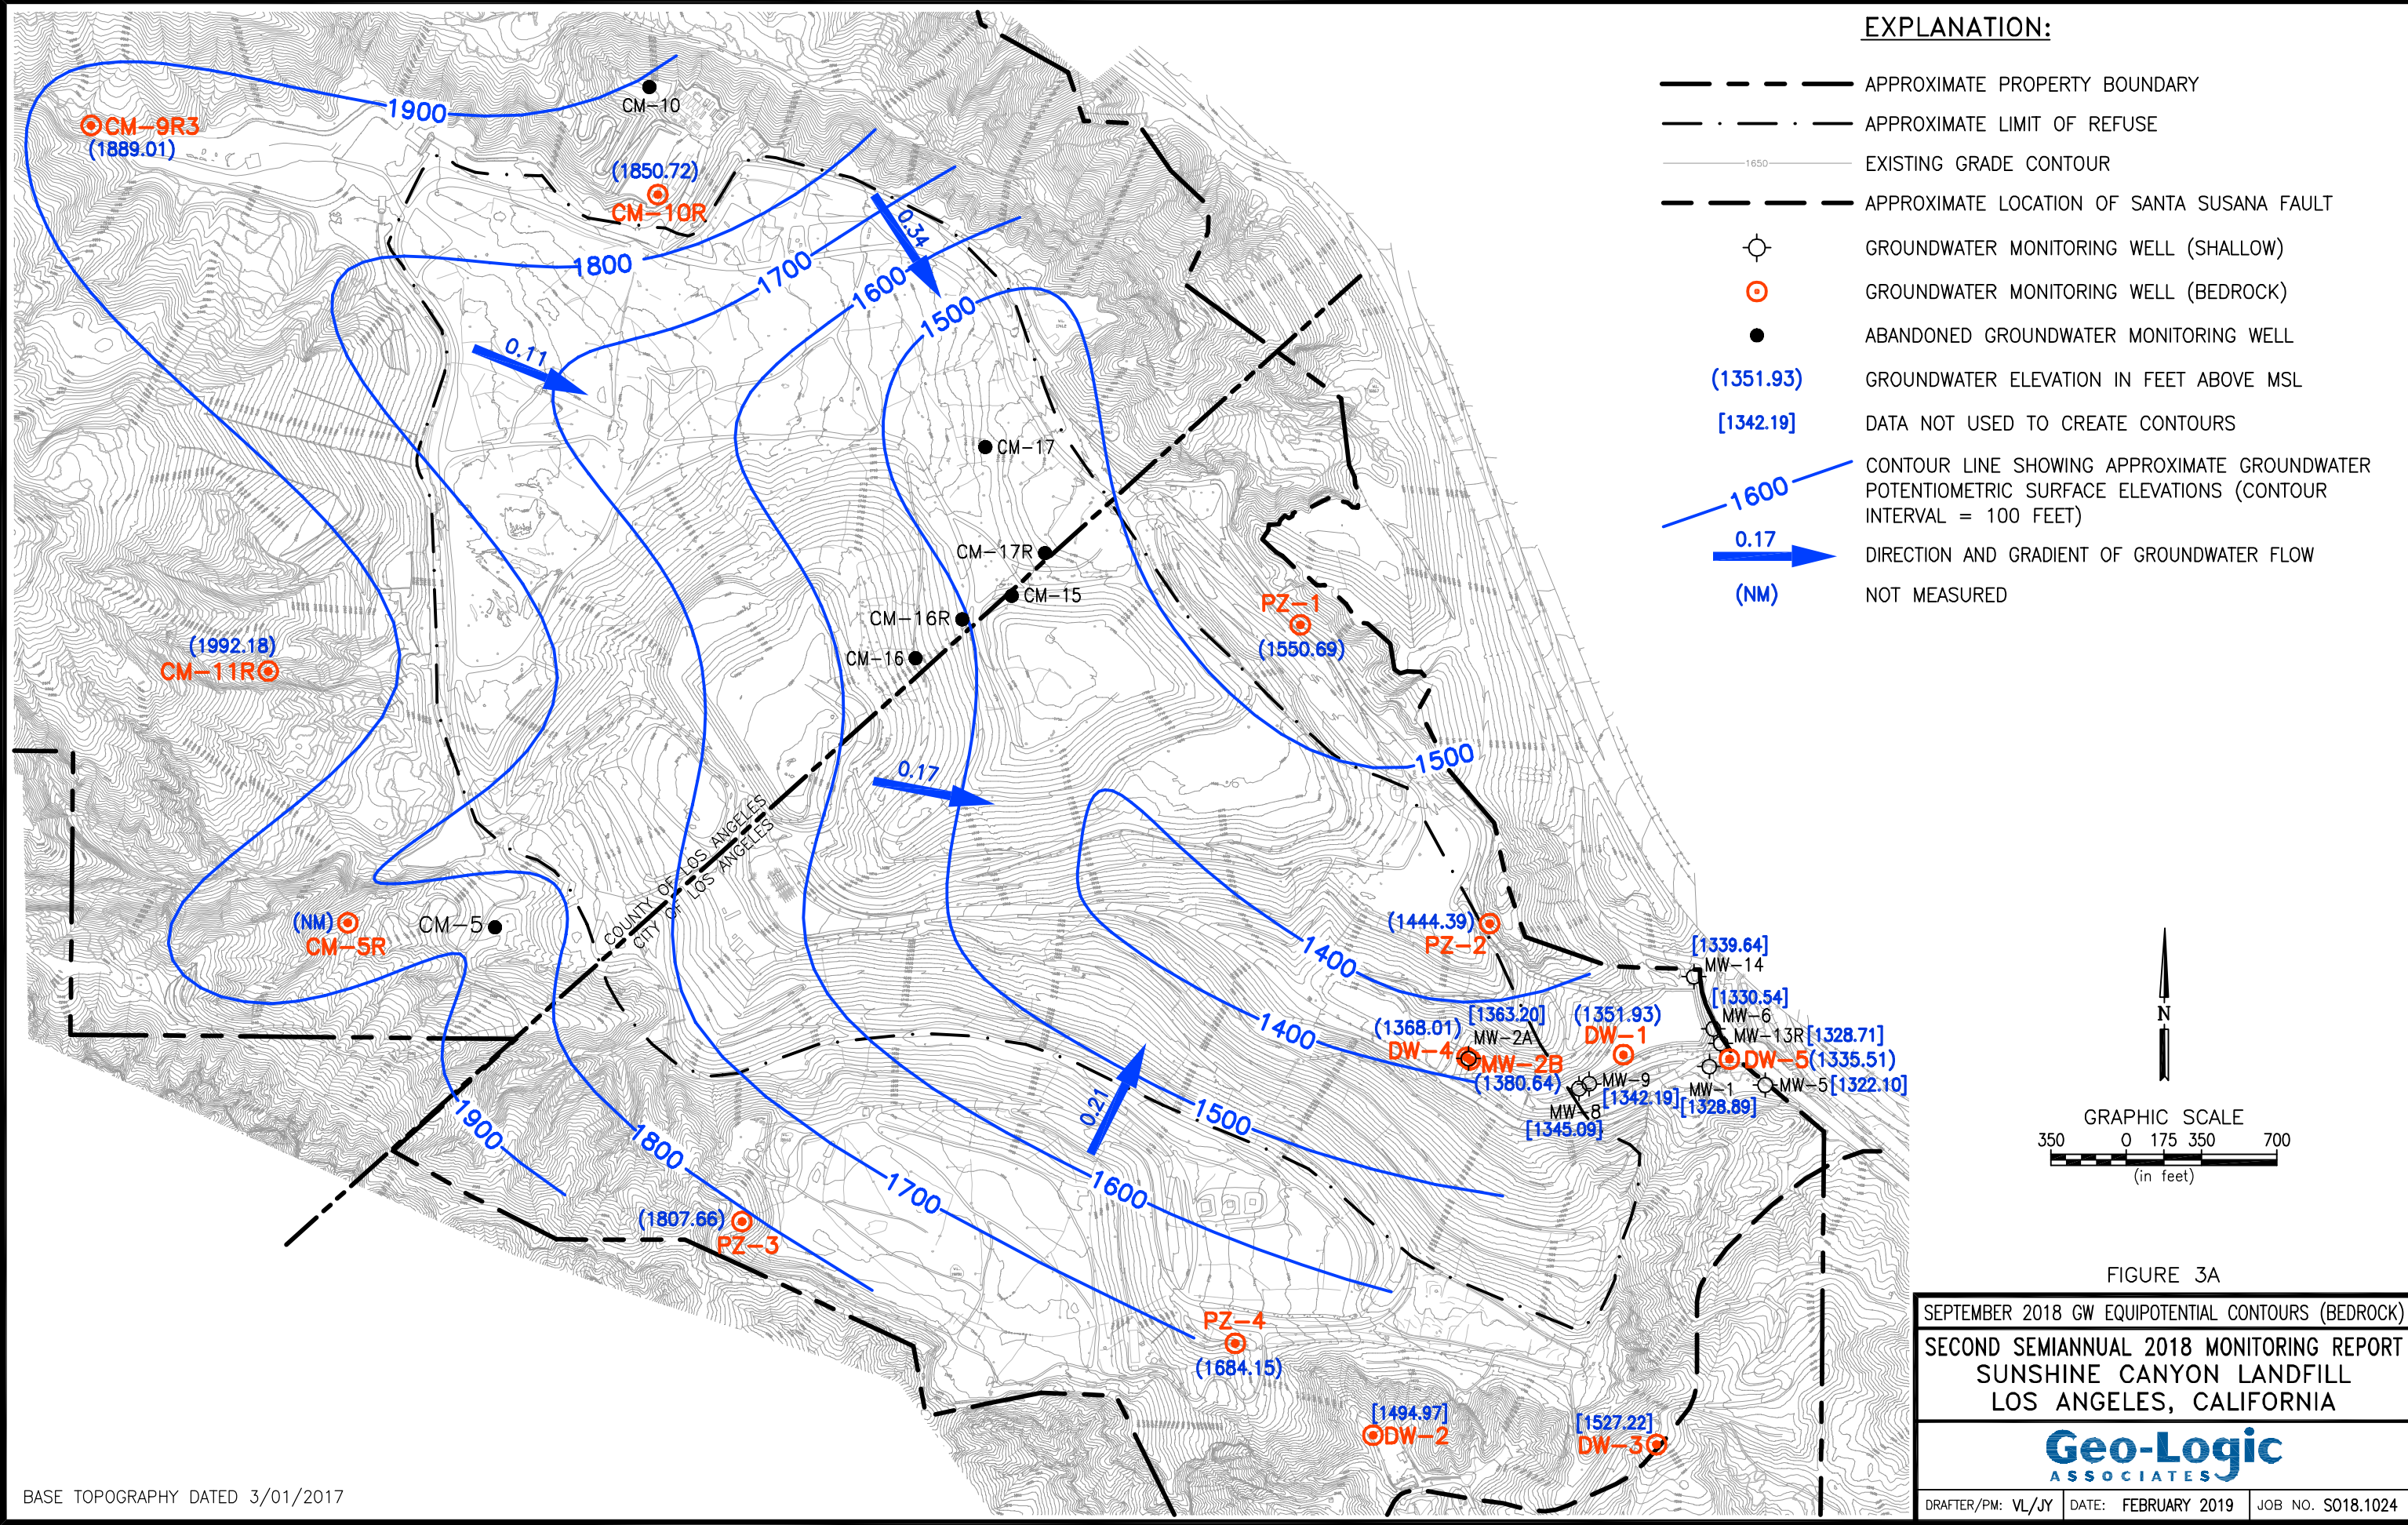 EXPLANATION:
APPROXIMATE PROPERTY BOUNDARY
APPROXIMATE LIMIT OF REFUSE
1650
EXISTING GRADE CONTOUR
APPROXIMATE LOCATION OF SANTA SUSANA FAULT
GROUNDWATER MONITORING WELL (SHALLOW)
GROUNDWATER MONITORING WELL (BEDROCK)
ABANDONED GROUNDWATER MONITORING WELL
(1351.93)
GROUNDWATER ELEVATION IN FEET ABOVE MSL
[1342.19]
DATA NOT USED TO CREATE CONTOURS
1600
CONTOUR LINE SHOWING APPROXIMATE GROUNDWATER
POTENTIOMETRIC SURFACE ELEVATIONS (CONTOUR
INTERVAL = 100 FEET)
0.17
DIRECTION AND GRADIENT OF GROUNDWATER FLOW
(NM)
NOT MEASURED
1900
CM-10
CM-9R3
(1889.01)
(1850.72)
CM-10R
0.34
1800
1700
1600
1500
0.11
CM-17
CM-17R
CM-15
CM-16R
CM-16
PZ-1
(1550.69)
(1992.18)
CM-11R
1500
0.17
COUNTY OF LOS ANGELES
CITY OF LOS ANGELES
(NM)
CM-5R
CM-5
(1444.39)
PZ-2
1400
[1339.64]
MW-14
[1330.54]
MW-6
MW-13R
[1328.71]
1400
[1363.20]
MW-2A
(1351.93)
DW-1
(1368.01)
DW-4
MW-2B
(1380.64)
DW-5
(1335.51)
MW-9
[1342.19]
MW-8
[1345.09]
MW-1
[1328.89]
MW-5
[1322.10]
0.21
1900
1800
1500
1600
1700
(1807.66)
PZ-3
PZ-4
(1684.15)
[1494.97]
DW-2
[1527.22]
DW-3
N
GRAPHIC SCALE
350 0 175 350 700
(in feet)
FIGURE 3A
SEPTEMBER 2018 GW EQUIPOTENTIAL CONTOURS (BEDROCK)
SECOND SEMIANNUAL 2018 MONITORING REPORT
SUNSHINE CANYON LANDFILL
LOS ANGELES, CALIFORNIA
Geo-Logic
ASSOCIATES
DRAFTER/PM: VL/JY
DATE: FEBRUARY 2019
JOB NO. SO18.1024
BASE TOPOGRAPHY DATED 3/01/2017